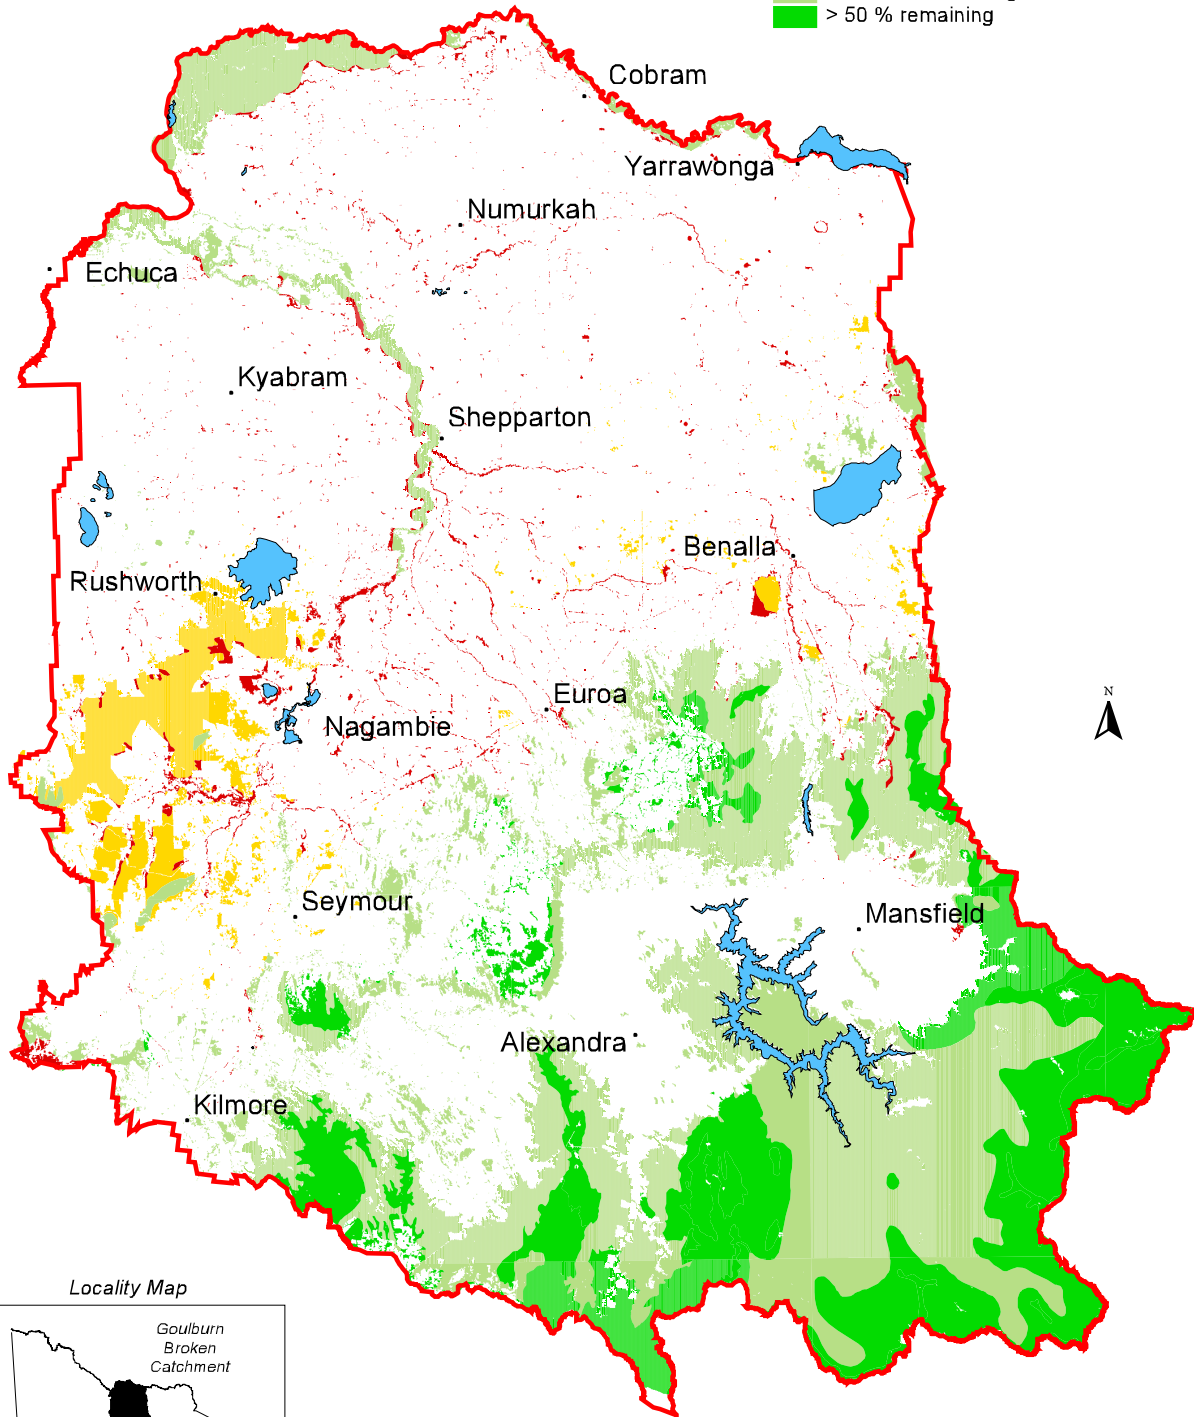 > 50 % remaining
Cobram
Yarrawonga
Numurkah
Echuca
Kyabram
Shepparton
Benalla
Rushworth
Euroa
N
Nagambie
Seymour
Mansfield
Alexandra
Kilmore
Locality Map
Goulburn
Broken
Catchment